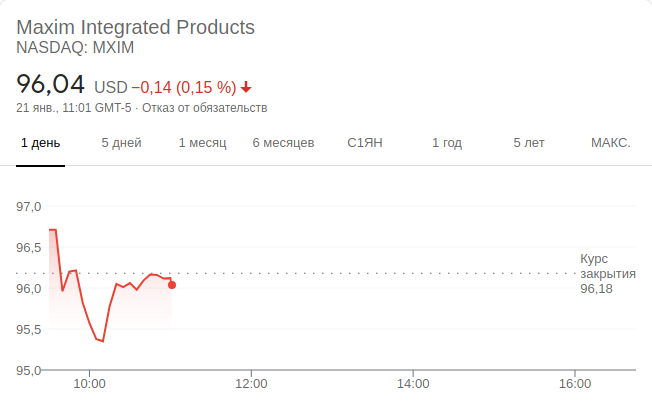 Maxim Integrated Products
NASDAQ: MXIM
96,04 USD −0,14 (0,15 %)
21 янв., 11:01 GMT-5 · Отказ от обязательств
1 день 5 дней 1 месяц 6 месяцев С1ЯН 1 год 5 лет МАКС.
97,0
96,5
Курс
закрытия
96,18
96,0
95,5
95,0
10:00 12:00 14:00 16:00